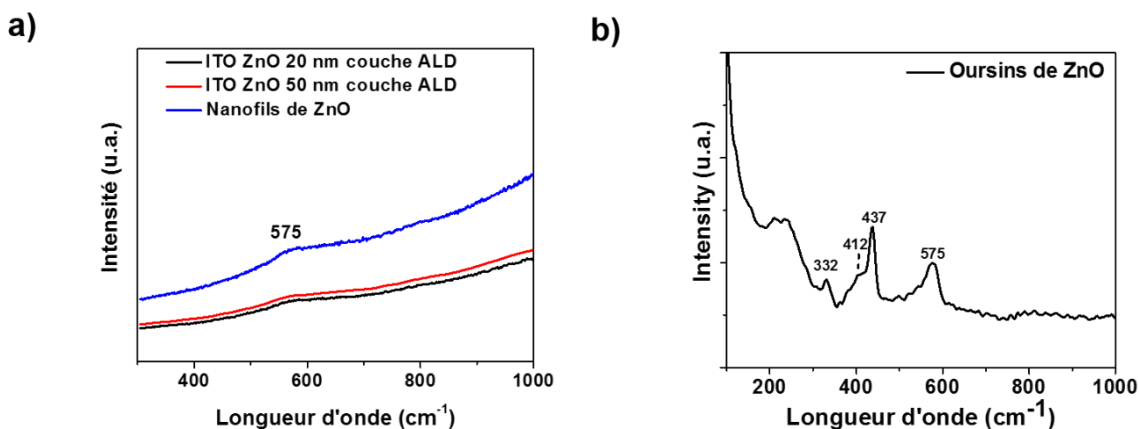 a)
ITO ZnO 20 nm couche ALD
ITO ZnO 50 nm couche ALD
Nanofils de ZnO
575
Intensité (u.a.)
400 600 800 1000
Longueur d'onde (cm⁻¹)
b)
Oursins de ZnO
332
412
437
575
Intensity (u.a.)
200 400 600 800 1000
Longueur d'onde (cm⁻¹)